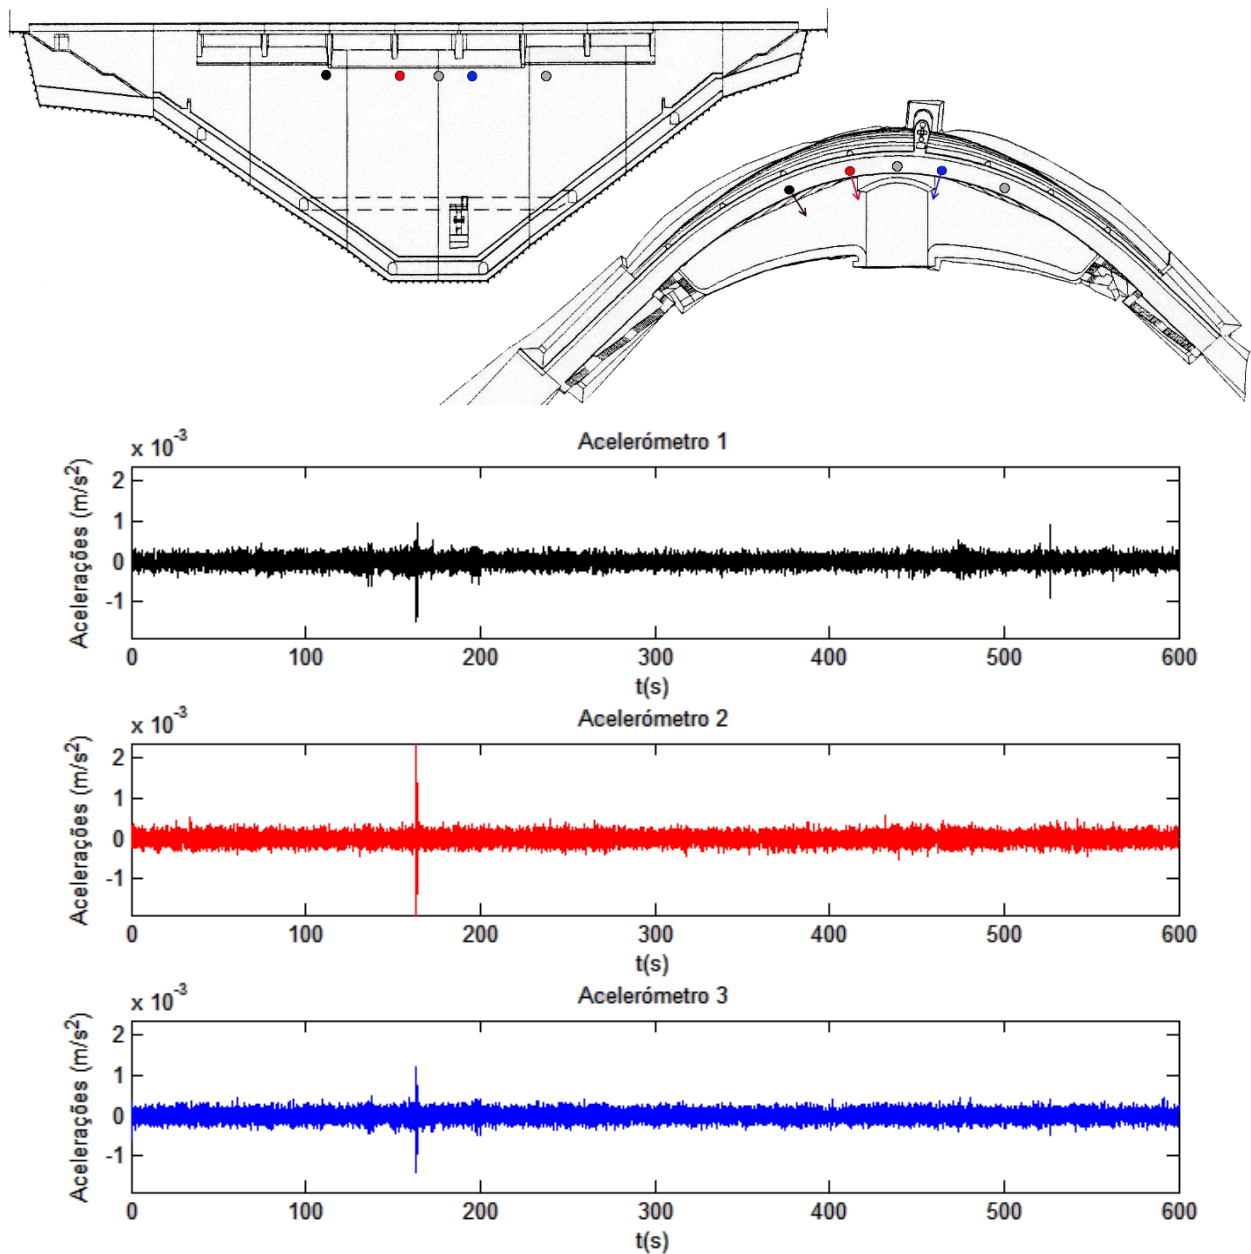 x 10^-3
Acelerómetro 1
Acelerações (m/s²)
2
1
0
-1
0 100 200 300 400 500 600
t(s)
x 10^-3
Acelerómetro 2
Acelerações (m/s²)
2
1
0
-1
0 100 200 300 400 500 600
t(s)
x 10^-3
Acelerómetro 3
Acelerações (m/s²)
2
1
0
-1
0 100 200 300 400 500 600
t(s)